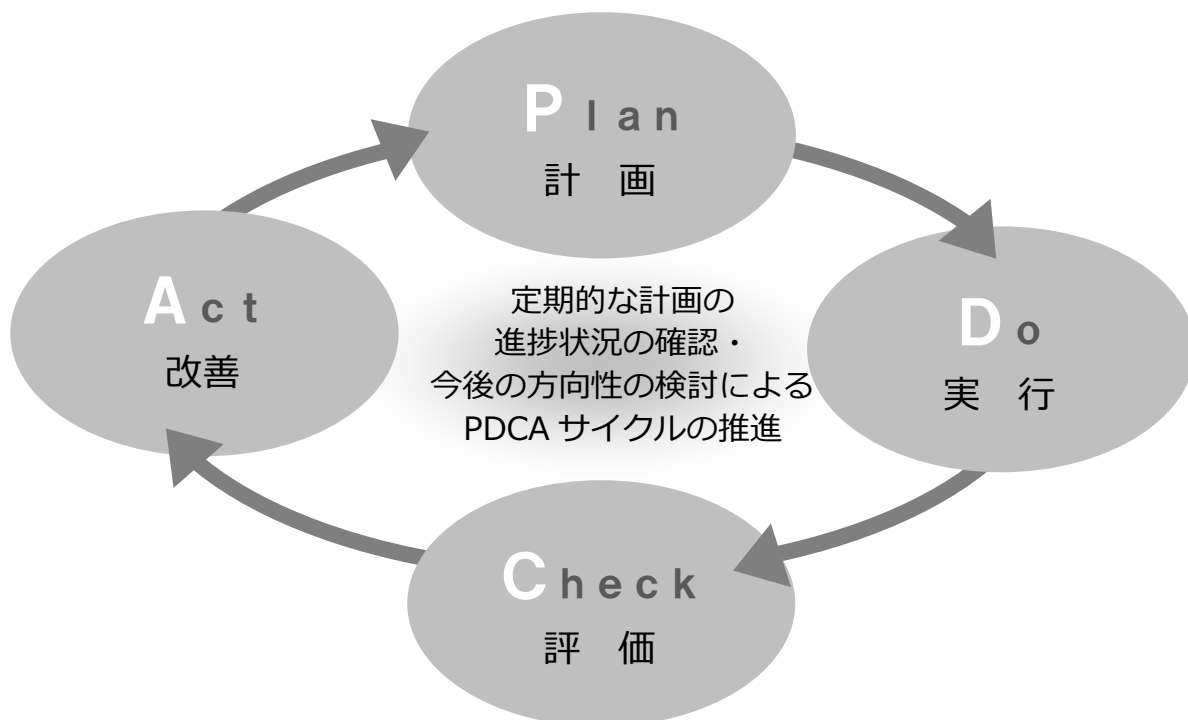 Plan
計　画
Act
改善
定期的な計画の
進捗状況の確認・
今後の方向性の検討による
PDCA サイクルの推進
Do
実　行
Check
評　価